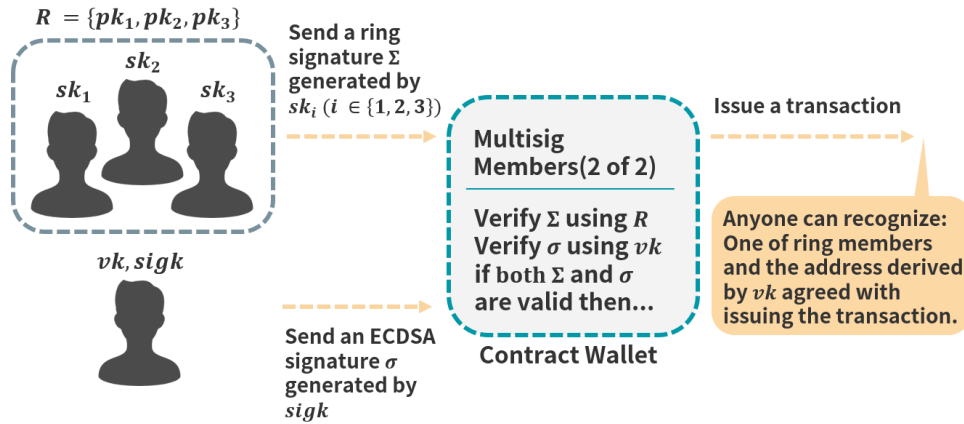 R = {pk₁, pk₂, pk₃}
sk₁
sk₂
sk₃
Send a ring
signature Σ
generated by
skᵢ (i ∈ {1, 2, 3})
vk, sigk
Send an ECDSA
signature σ
generated by
sigk
Multisig
Members(2 of 2)
Verify Σ using R
Verify σ using vk
if both Σ and σ
are valid then...
Contract Wallet
Issue a transaction
Anyone can recognize:
One of ring members
and the address derived
by vk agreed with
issuing the transaction.